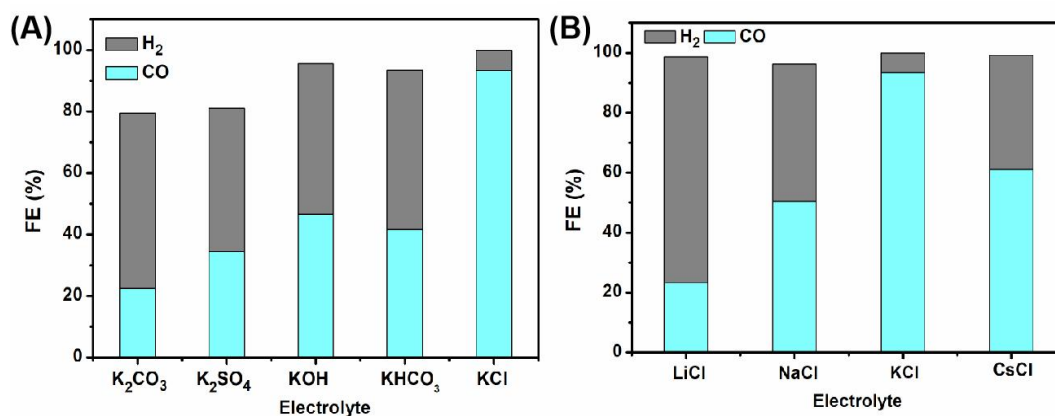 (A)
H₂
CO
FE (%)
100
80
60
40
20
0
K₂CO₃ K₂SO₄ KOH KHCO₃ KCl
Electrolyte
(B)
H₂ CO
FE (%)
100
80
60
40
20
0
LiCl NaCl KCl CsCl
Electrolyte